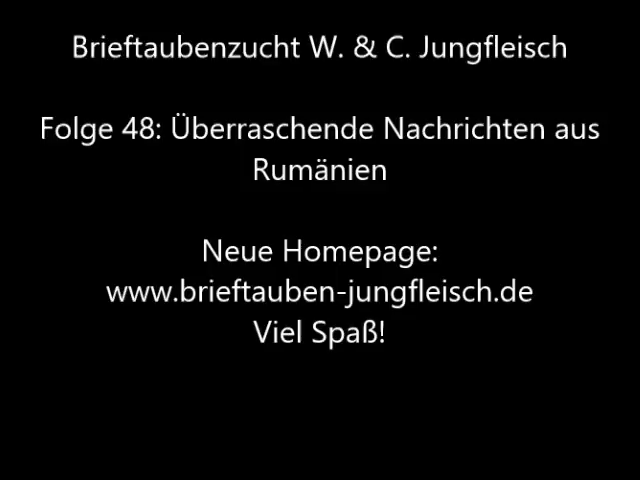 Brieftaubenzucht W. & C. Jungfleisch
Folge 48: Überraschende Nachrichten aus
Rumänien
Neue Homepage:
www.brieftauben-jungfleisch.de
Viel Spaß!